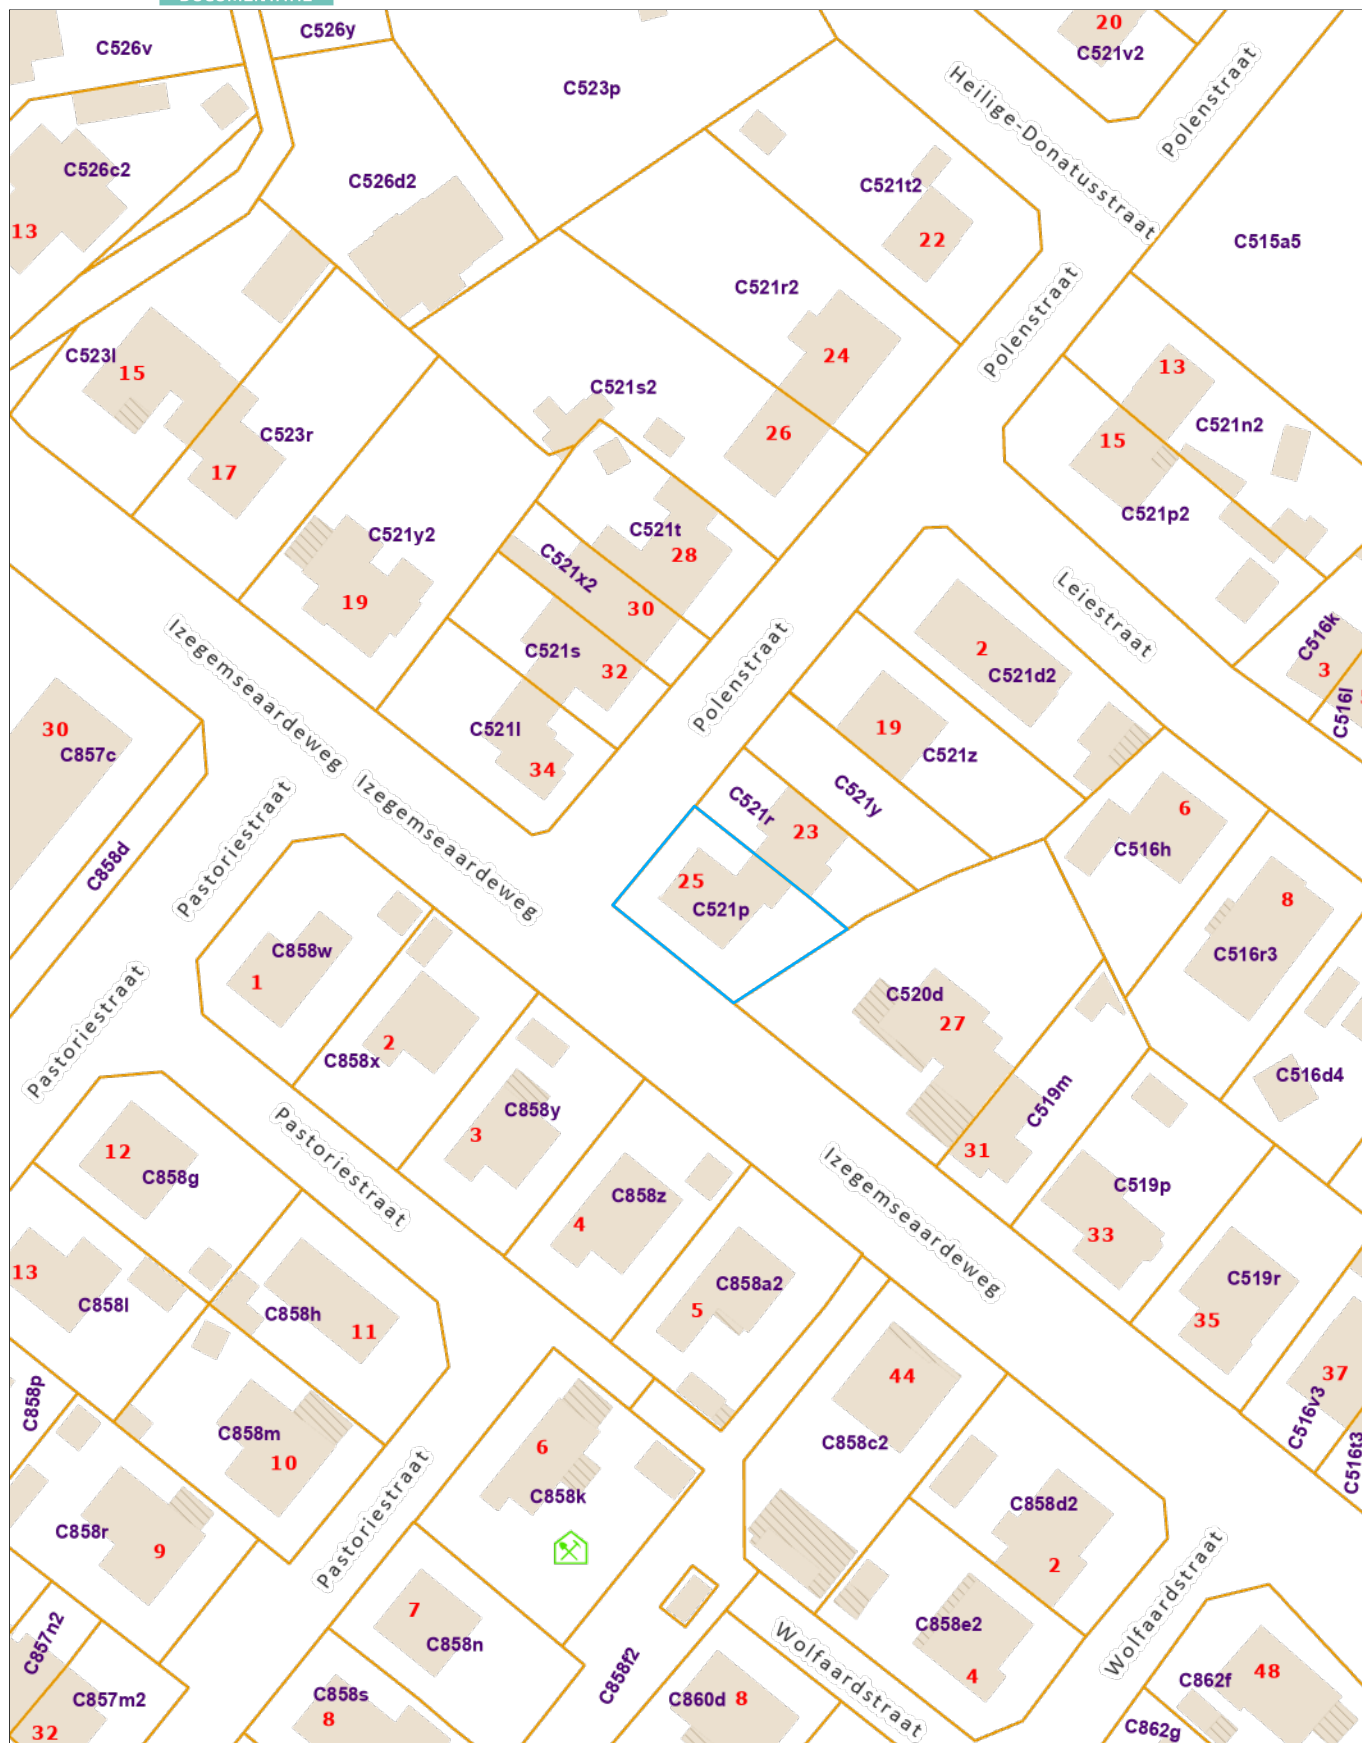 C526v
C526y
C523p
20
C521v2
Polenstraat
Heilige-Donatusstraat
C526c2
13
C526d2
C521t2
22
C515a5
C521r2
Polenstraat
C523l
15
24
13
C521s2
C521n2
C523r
26
15
17
C521p2
C521y2
C521t
28
C521x2
19
30
Leiestraat
C516k
3
C516l
C521s
32
2
C521d2
Izegemseaardeweg
Polenstraat
30
C857c
C521l
34
19
C521z
C521y
C521r
23
6
C516h
Pastoriestraat
Izegemseaardeweg
C858d
25
C521p
8
C516r3
C858w
1
C520d
27
Pastoriestraat
2
C858x
C516d4
C519m
C858y
3
31
Pastoriestraat
12
C858g
Izegemseaardeweg
C519p
33
C858z
4
13
C858l
C858h
11
C858a2
5
C519r
35
44
37
C858p
C516v3
C858m
10
C858c2
6
C858k
C516t3
Pastoriestraat
C858r
9
C858d2
2
Wolfaardstraat
7
C858n
C858e2
4
C857n2
C858f2
Wolfaardstraat
C862f
48
C857m2
32
C858s
8
C860d
8
C862g